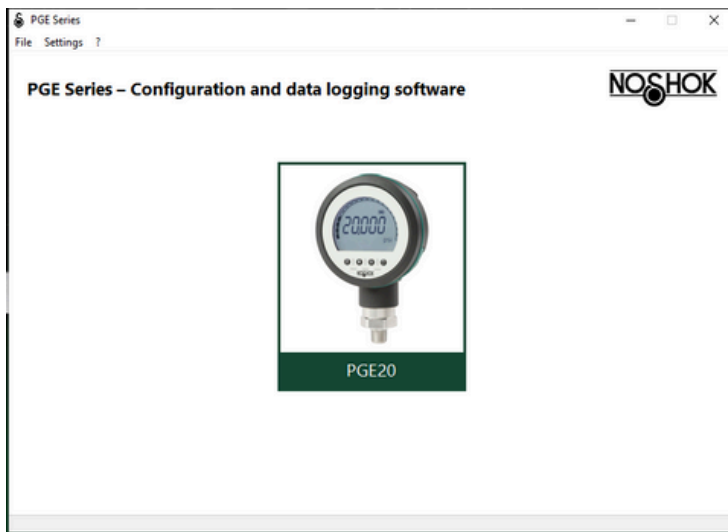 PGE Series
File Settings ?
PGE Series – Configuration and data logging software
NOSHOK
20.000
PGE20